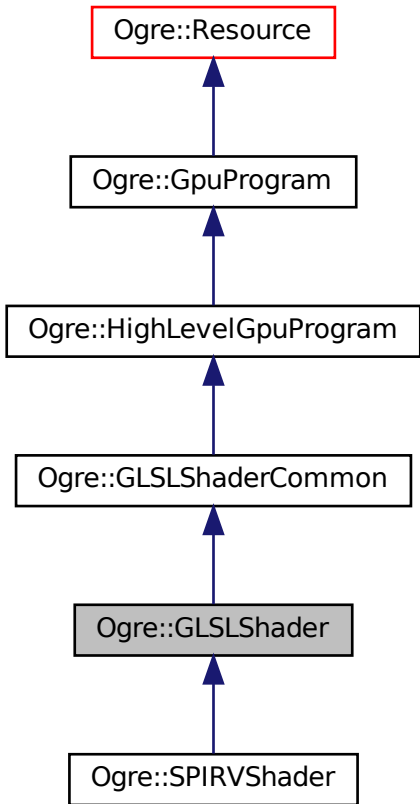 Ogre::Resource
Ogre::GpuProgram
Ogre::HighLevelGpuProgram
Ogre::GLSLShaderCommon
Ogre::GLSLShader
Ogre::SPIRVShader